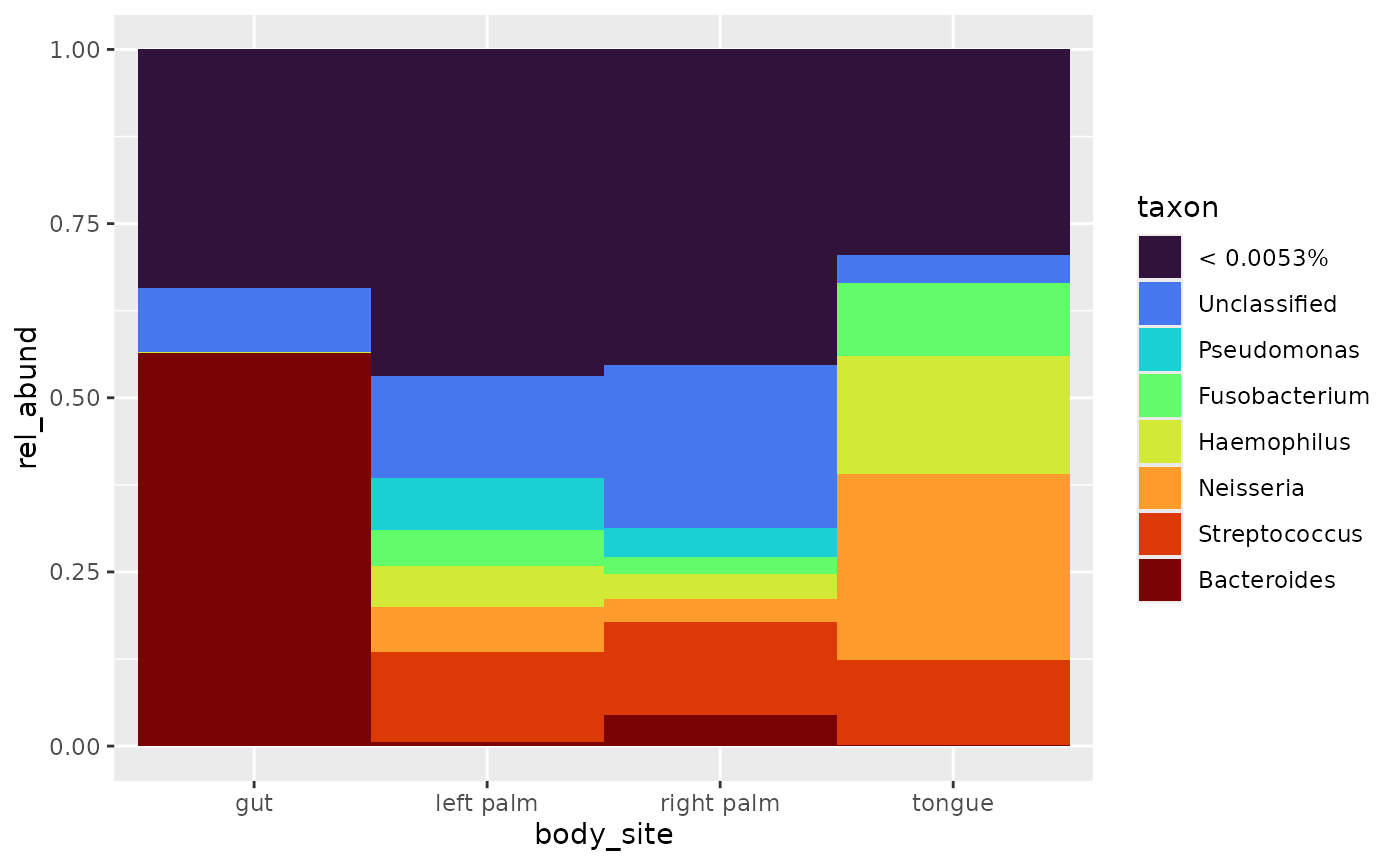 1.00
0.75
0.50
0.25
0.00
rel_abund
gut
left palm
right palm
tongue
body_site
taxon
< 0.0053%
Unclassified
Pseudomonas
Fusobacterium
Haemophilus
Neisseria
Streptococcus
Bacteroides